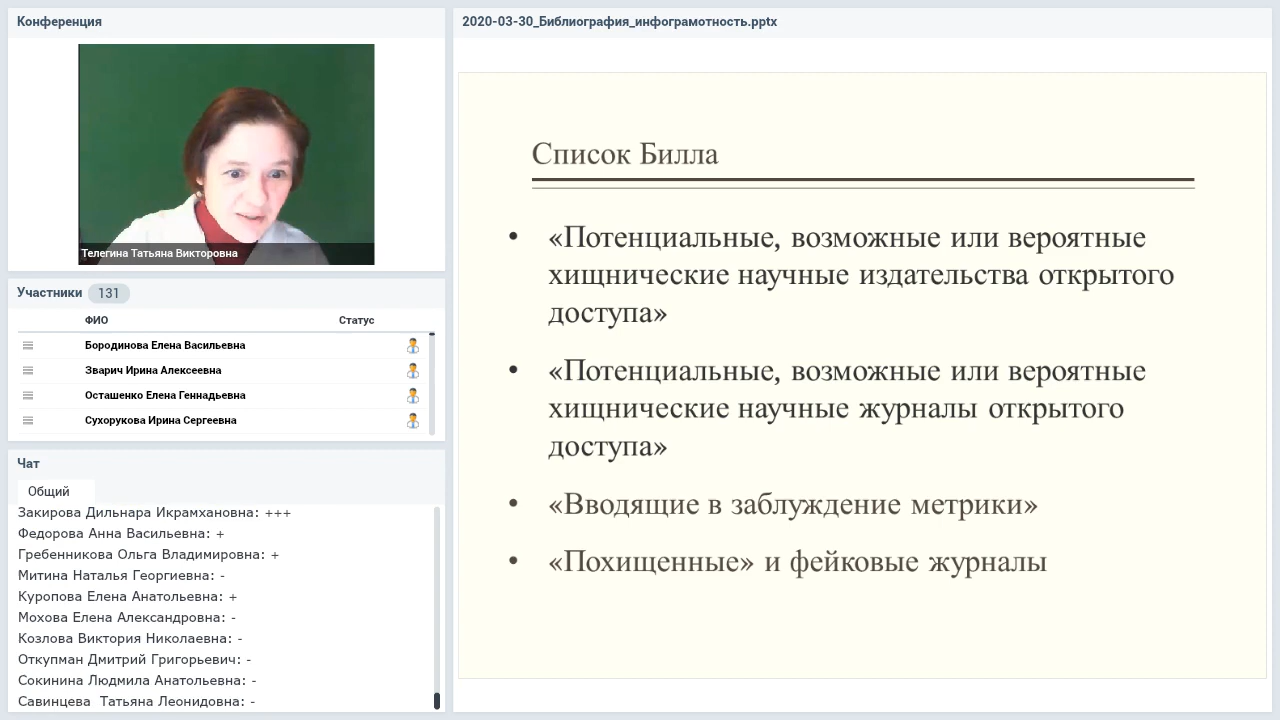 Конференция
Телегина Татьяна Викторовна
Участники 131
ФИО Статус
Бородинова Елена Васильевна
Зварич Ирина Алексеевна
Осташенко Елена Геннадьевна
Сухорукова Ирина Сергеевна
Чат
Общий
Закирова Дильнара Икрамхановна: +++
Федорова Анна Васильевна: +
Гребенникова Ольга Владимировна: +
Митина Наталья Георгиевна: -
Куропова Елена Анатольевна: +
Мохова Елена Александровна: -
Козлова Виктория Николаевна: -
Откупман Дмитрий Григорьевич: -
Сокинина Людмила Анатольевна: -
Савинцева Татьяна Леонидовна: -
2020-03-30_Библиография_инфограмотность.pptx
Список Билла
• «Потенциальные, возможные или вероятные
хищнические научные издательства открытого
доступа»
• «Потенциальные, возможные или вероятные
хищнические научные журналы открытого
доступа»
• «Вводящие в заблуждение метрики»
• «Похищенные» и фейковые журналы